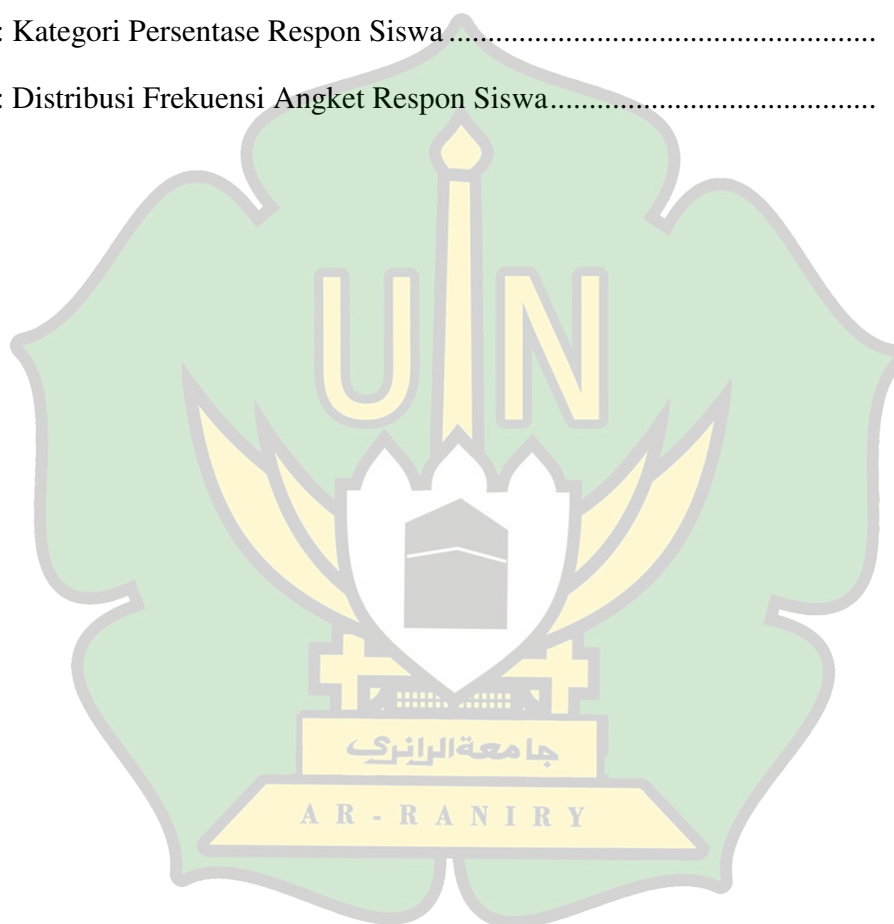 : Kategori Persentase Respon Siswa....................................................
: Distribusi Frekuensi Angket Respon Siswa........................................
UIN
جامعةالرانري
AR-RANIRY